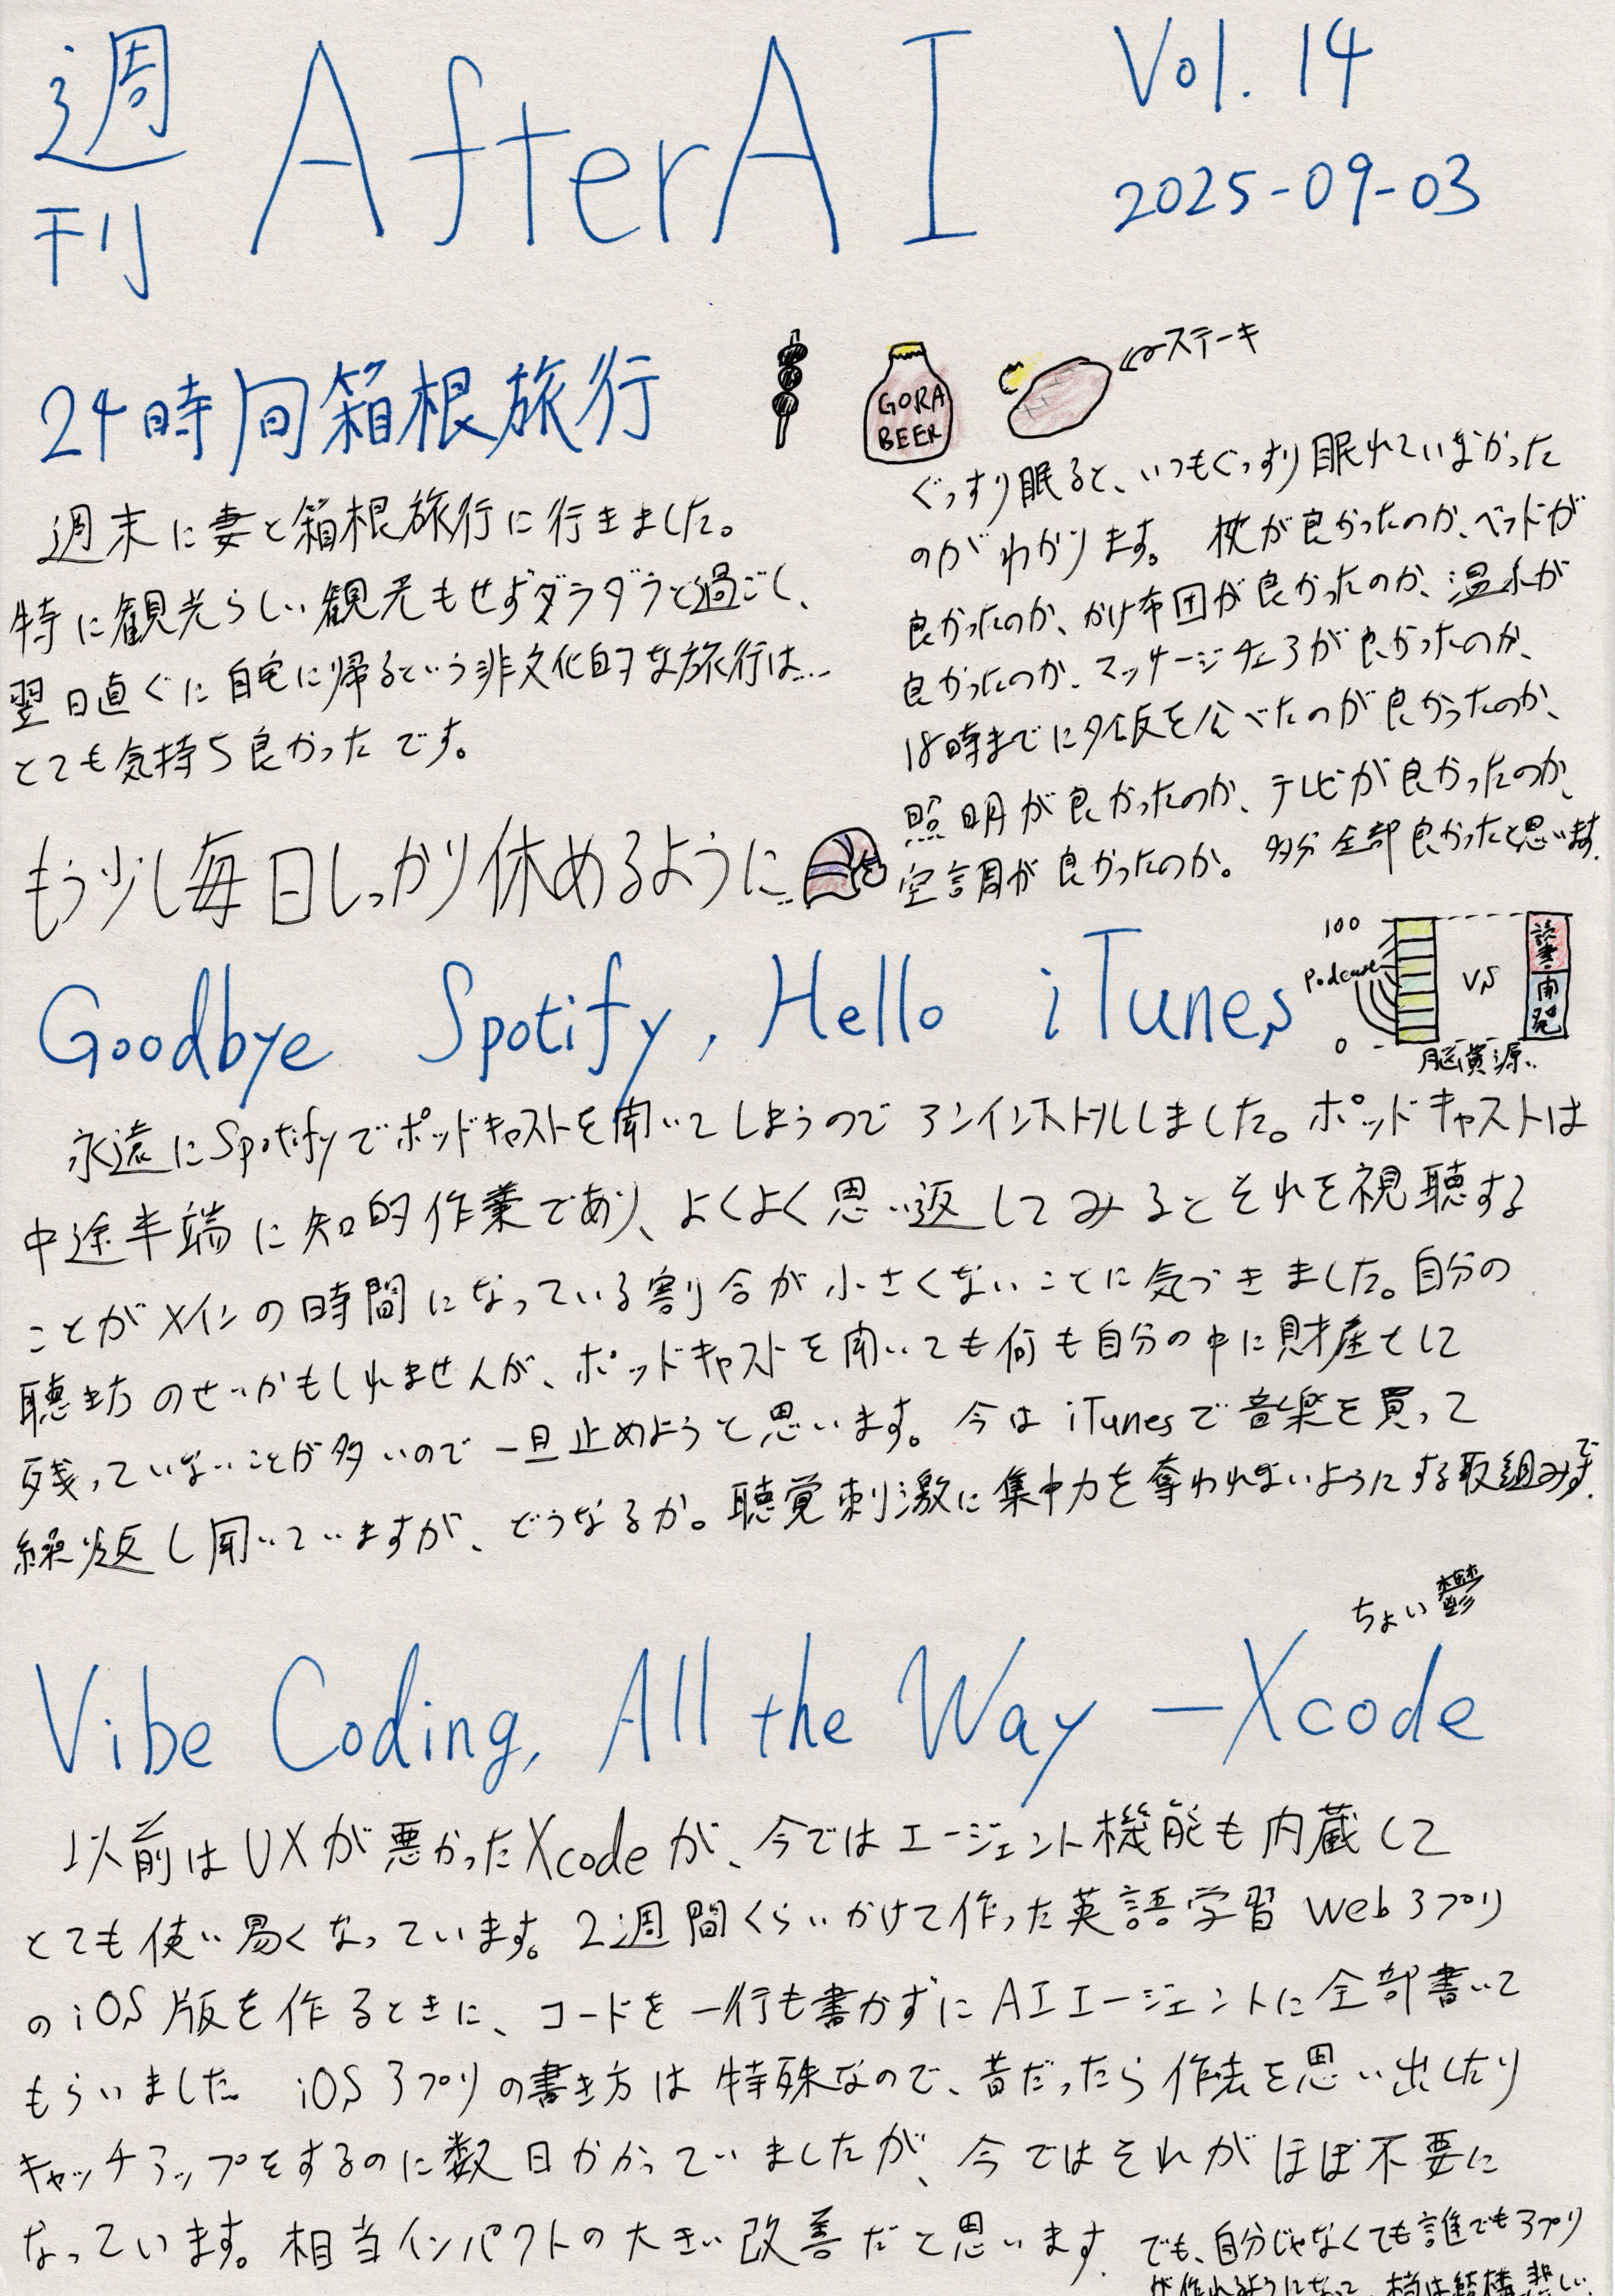 週刊 AfterAI Vol. 14
2025-09-03
24時間箱根旅行
GORA
BEER
ステーキ
週末に妻と箱根旅行に行きました。
特に観光らしい観光もせずダラダラと過ごし、
翌日直ぐに自宅に帰るという非文化的な旅行は...
とても気持ち良かったです。
もう少し毎日しっかり休めるように...
ぐっすり眠ると、いつもぐっすり眠れていなかった
のがわかります。 枕が良かったのか、ベッドが
良かったのか、かけ布団が良かったのか、温水が
良かったのか、マッサージチェアが良かったのか、
18時までに夕飯を食べたのが良かったのか、
照明が良かったのか、テレビが良かったのか、
空調が良かったのか。 多分全部良かったと思います.
Goodbye Spotify, Hello iTunes
100
Podcast
0
VS
読書
開発
脳資源..
永遠にSpotifyでポッドキャストを聞いてしまうのでアンインストールしました。ポッドキャストは
中途半端に知的作業であり、よくよく思い返してみるとそれを視聴する
ことがメインの時間になっている割合が小さくないことに気づきました。自分の
聴き方のせいかもしれませんが、ポッドキャストを聞いても何も自分の中に財産として
残っていないことが多いので一旦止めようと思います。今はiTunesで音楽を買って
繰り返し聞いていますが、どうなるか。聴覚刺激に集中力を奪われないようにする取組みです.
ちょい鬱
Vibe Coding, All the Way ―Xcode
以前はUXが悪かったXcodeが、今ではエージェント機能も内蔵して
とても使い易くなっています。2週間くらいかけて作った英語学習Webアプリ
のiOS版を作るときに、コードを一行も書かずにAIエージェントに全部書いて
もらいました. iOSアプリの書き方は特殊なので、昔だったら作法を思い出したり
キャッチアップをするのに数日かかっていましたが、今ではそれがほぼ不要に
なっています。相当インパクトの大きい改善だと思います.
でも、自分じゃなくても誰でもアプリ
が作れるようになって、 結構悲しい.